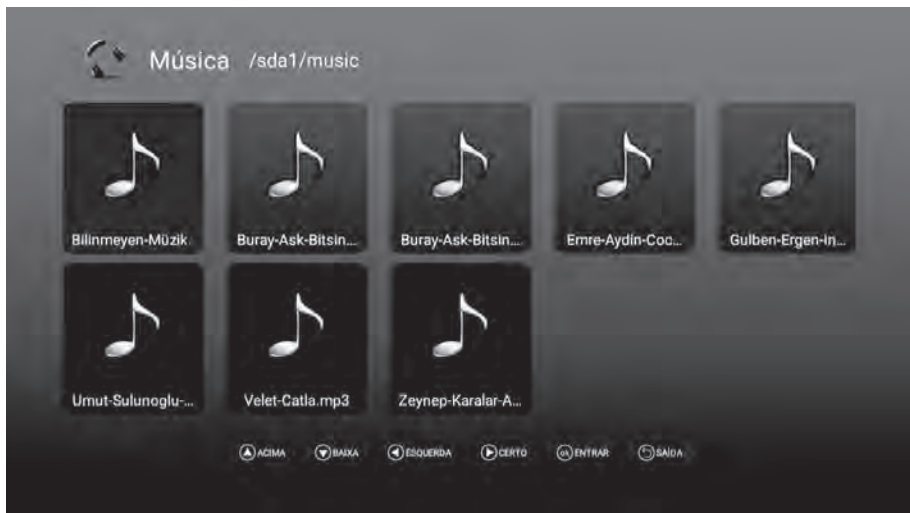 Música /sda1/music
Bilinmeyen-Müzik Buray-Ask-Bitsin... Buray-Ask-Bitsin... Emre-Aydin-Coc... Gulben-Ergen-In...
Umut-Sulunoglu-... Velet-Catla.mp3 Zeynep-Karalar-A...
ACIMA BAIXA ESQUERDA CERTO ok ENTRAR SAÍDA